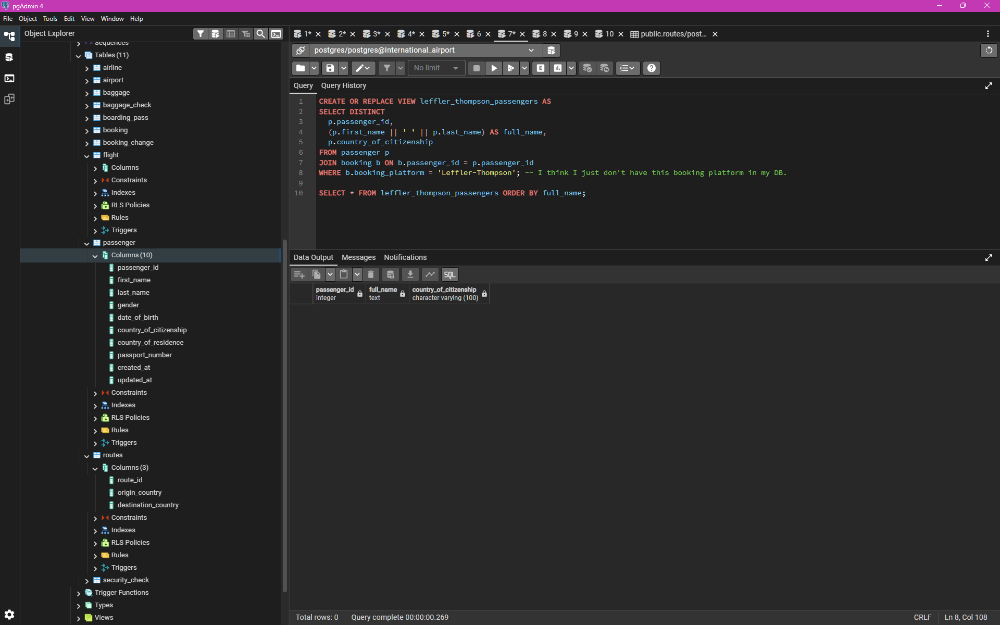 pgAdmin 4
File Object Tools Edit View Window Help
Object Explorer
Sequences
Tables (11)
airline
airport
baggage
baggage_check
boarding_pass
booking
booking_change
flight
Columns
Constraints
Indexes
RLS Policies
Rules
Triggers
passenger
Columns (10)
passenger_id
first_name
last_name
gender
date_of_birth
country_of_citizenship
country_of_residence
passport_number
created_at
updated_at
Constraints
Indexes
RLS Policies
Rules
Triggers
routes
Columns (3)
route_id
origin_country
destination_country
Constraints
Indexes
RLS Policies
Rules
Triggers
security_check
Trigger Functions
Types
Views
1* 2* 3* 4* 5* 6 7* 8 9 10 public.routes/post...
postgres/postgres@International_airport
No limit E
Query Query History
1 CREATE OR REPLACE VIEW leffler_thompson_passengers AS
2 SELECT DISTINCT
3 p.passenger_id,
4 (p.first_name || ' ' || p.last_name) AS full_name,
5 p.country_of_citizenship
6 FROM passenger p
7 JOIN booking b ON b.passenger_id = p.passenger_id
8 WHERE b.booking_platform = 'Leffler-Thompson'; -- I think I just don't have this booking platform in my DB.
9
10 SELECT * FROM leffler_thompson_passengers ORDER BY full_name;
Data Output Messages Notifications
SQL
passenger_id full_name country_of_citizenship
integer text character varying (100)
Total rows: 0 Query complete 00:00:00.269 CRLF Ln 8, Col 108